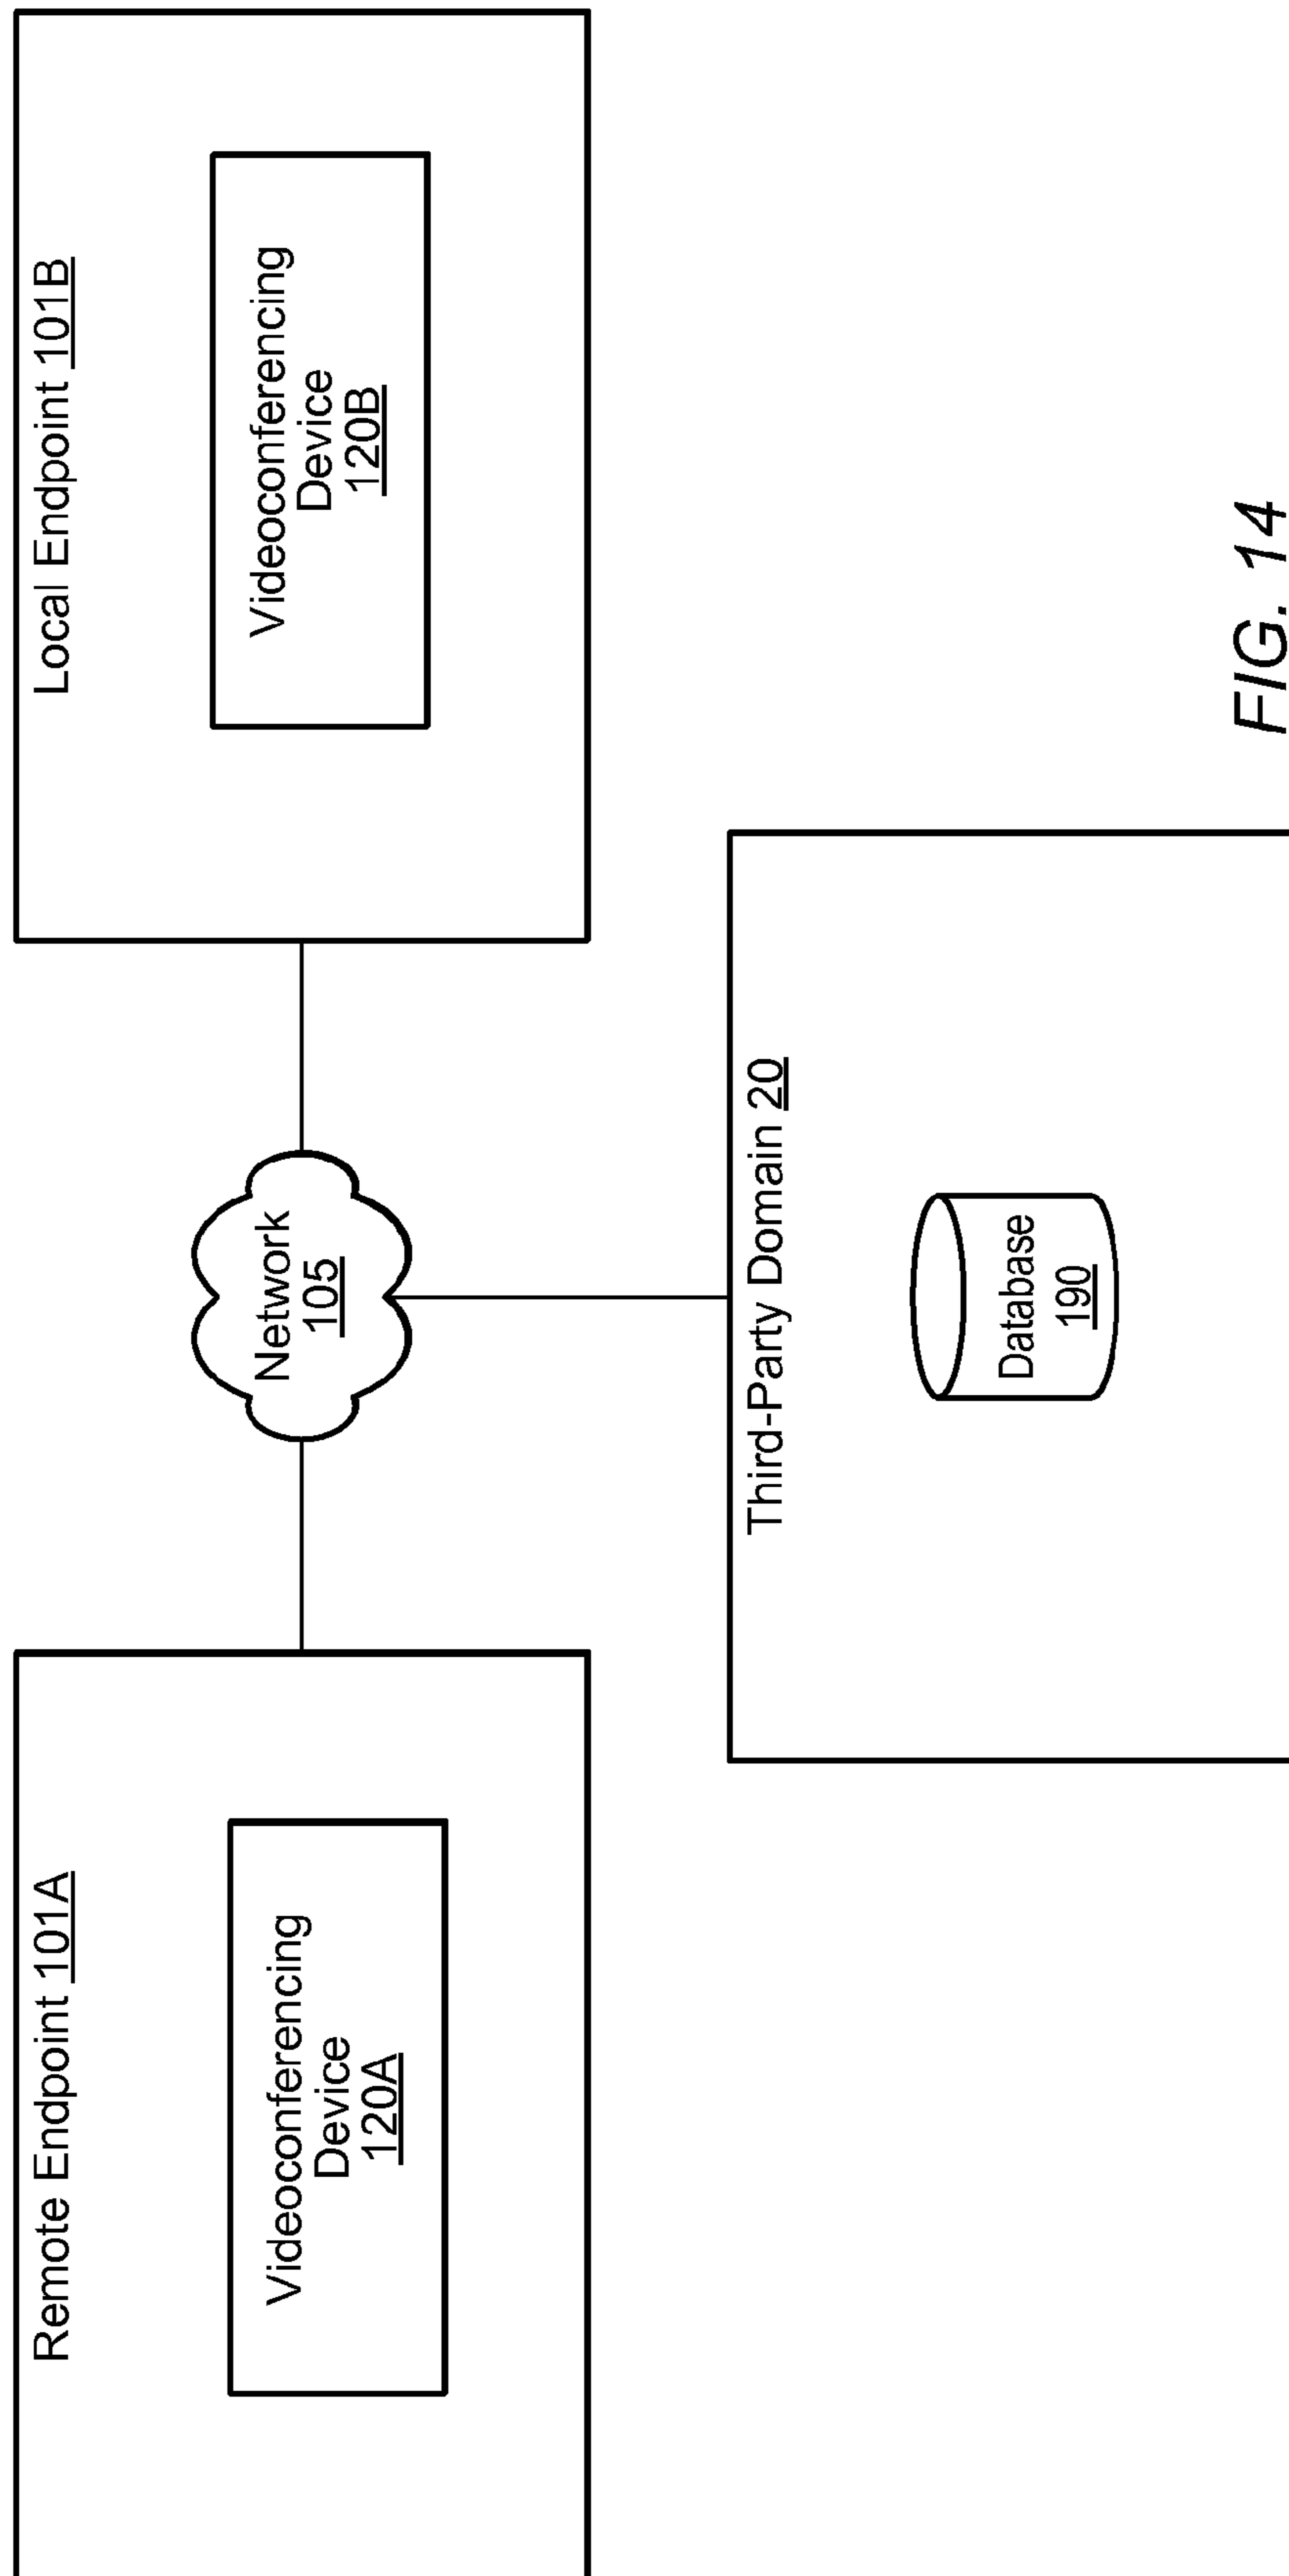 Remote Endpoint 101A
Videoconferencing
Device
120A
Network
105
Local Endpoint 101B
Videoconferencing
Device
120B
Third-Party Domain 20
Database
190
FIG. 14